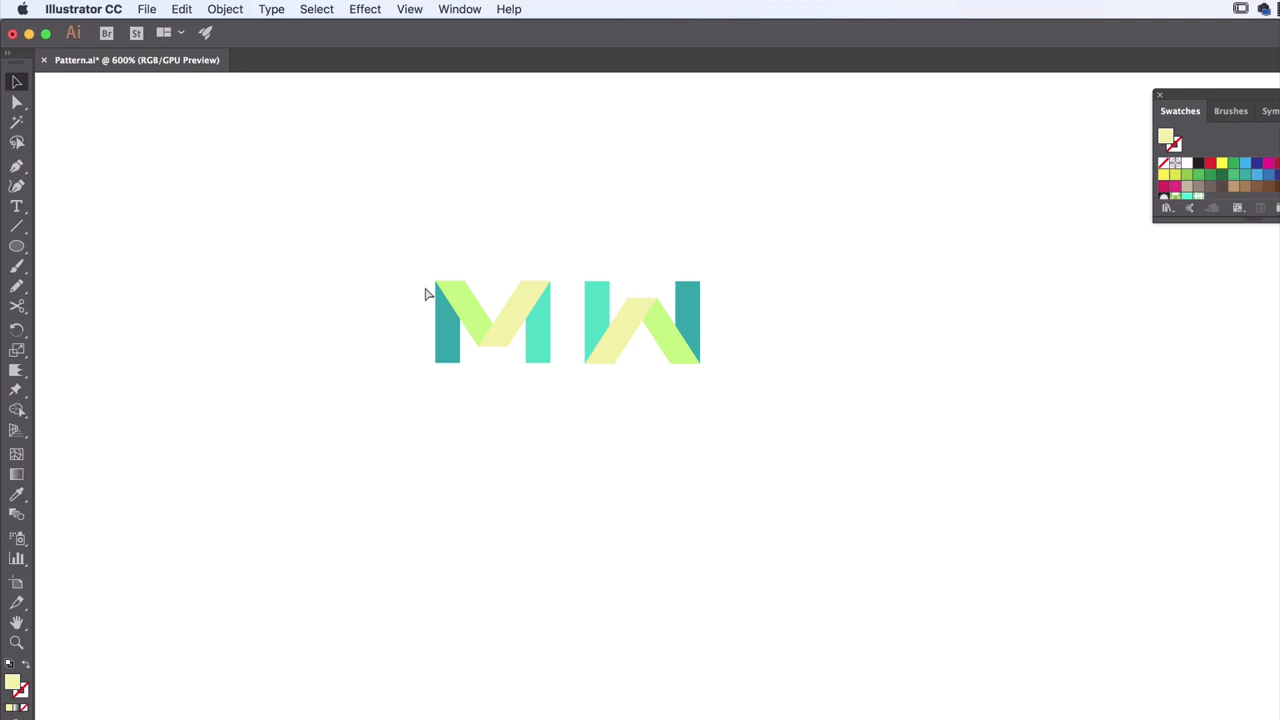 Illustrator CC File Edit Object Type Select Effect View Window Help
Ai Br St
Pattern.ai* @ 600% (RGB/GPU Preview)
Swatches Brushes Sym
M W
T